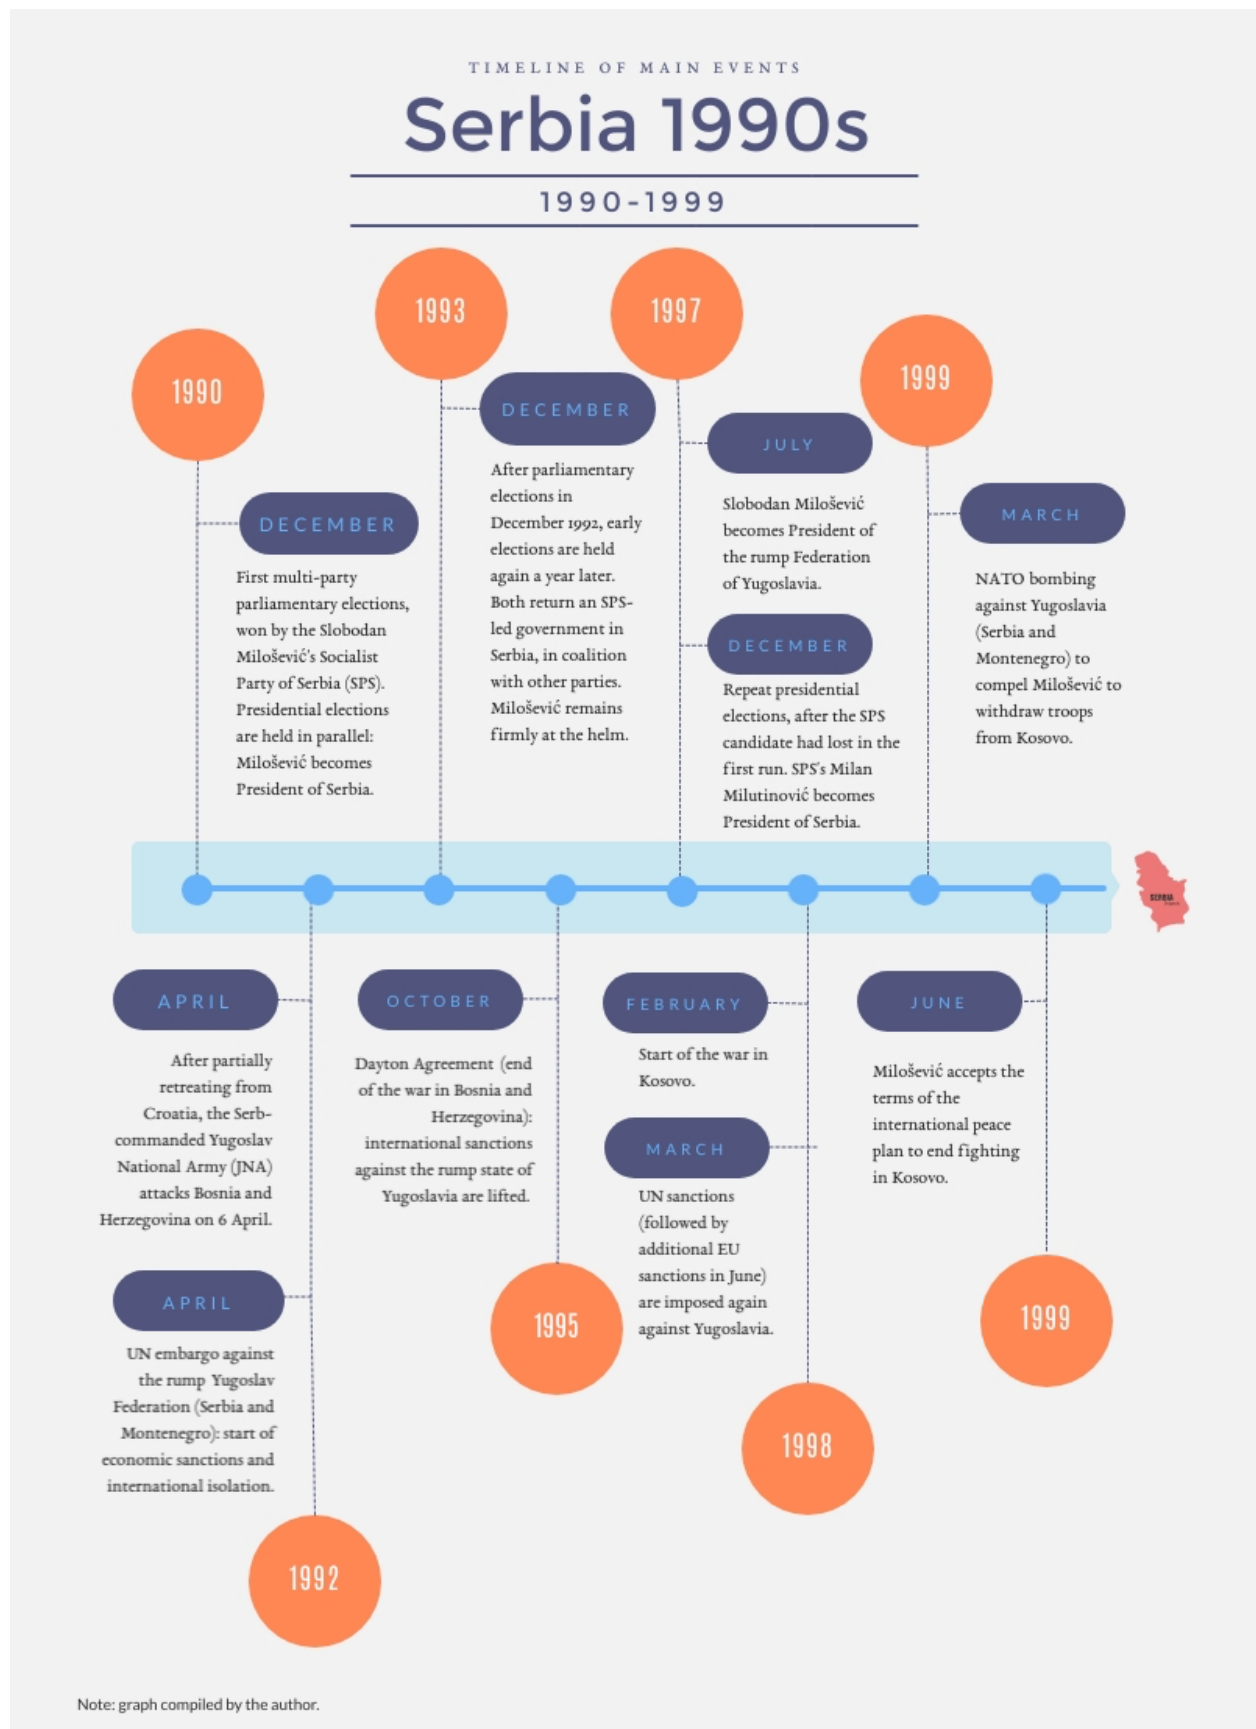 TIMELINE OF MAIN EVENTS
Serbia 1990s
1990-1999
1990
DECEMBER
First multi-party
parliamentary elections,
won by the Slobodan
Milošević's Socialist
Party of Serbia (SPS).
Presidential elections
are held in parallel:
Milošević becomes
President of Serbia.
1993
DECEMBER
After parliamentary
elections in
December 1992, early
elections are held
again a year later.
Both return an SPS-
led government in
Serbia, in coalition
with other parties.
Milošević remains
firmly at the helm.
1997
JULY
Slobodan Milošević
becomes President of
the rump Federation
of Yugoslavia.
DECEMBER
Repeat presidential
elections, after the SPS
candidate had lost in the
first run. SPS's Milan
Milutinović becomes
President of Serbia.
1999
MARCH
NATO bombing
against Yugoslavia
(Serbia and
Montenegro) to
compel Milošević to
withdraw troops
from Kosovo.
SERBIA
APRIL
After partially
retreating from
Croatia, the Serb-
commanded Yugoslav
National Army (JNA)
attacks Bosnia and
Herzegovina on 6 April.
APRIL
UN embargo against
the rump Yugoslav
Federation (Serbia and
Montenegro): start of
economic sanctions and
international isolation.
1992
OCTOBER
Dayton Agreement (end
of the war in Bosnia and
Herzegovina):
international sanctions
against the rump state of
Yugoslavia are lifted.
1995
FEBRUARY
Start of the war in
Kosovo.
MARCH
UN sanctions
(followed by
additional EU
sanctions in June)
are imposed again
against Yugoslavia.
1998
JUNE
Milošević accepts the
terms of the
international peace
plan to end fighting
in Kosovo.
1999
Note: graph compiled by the author.